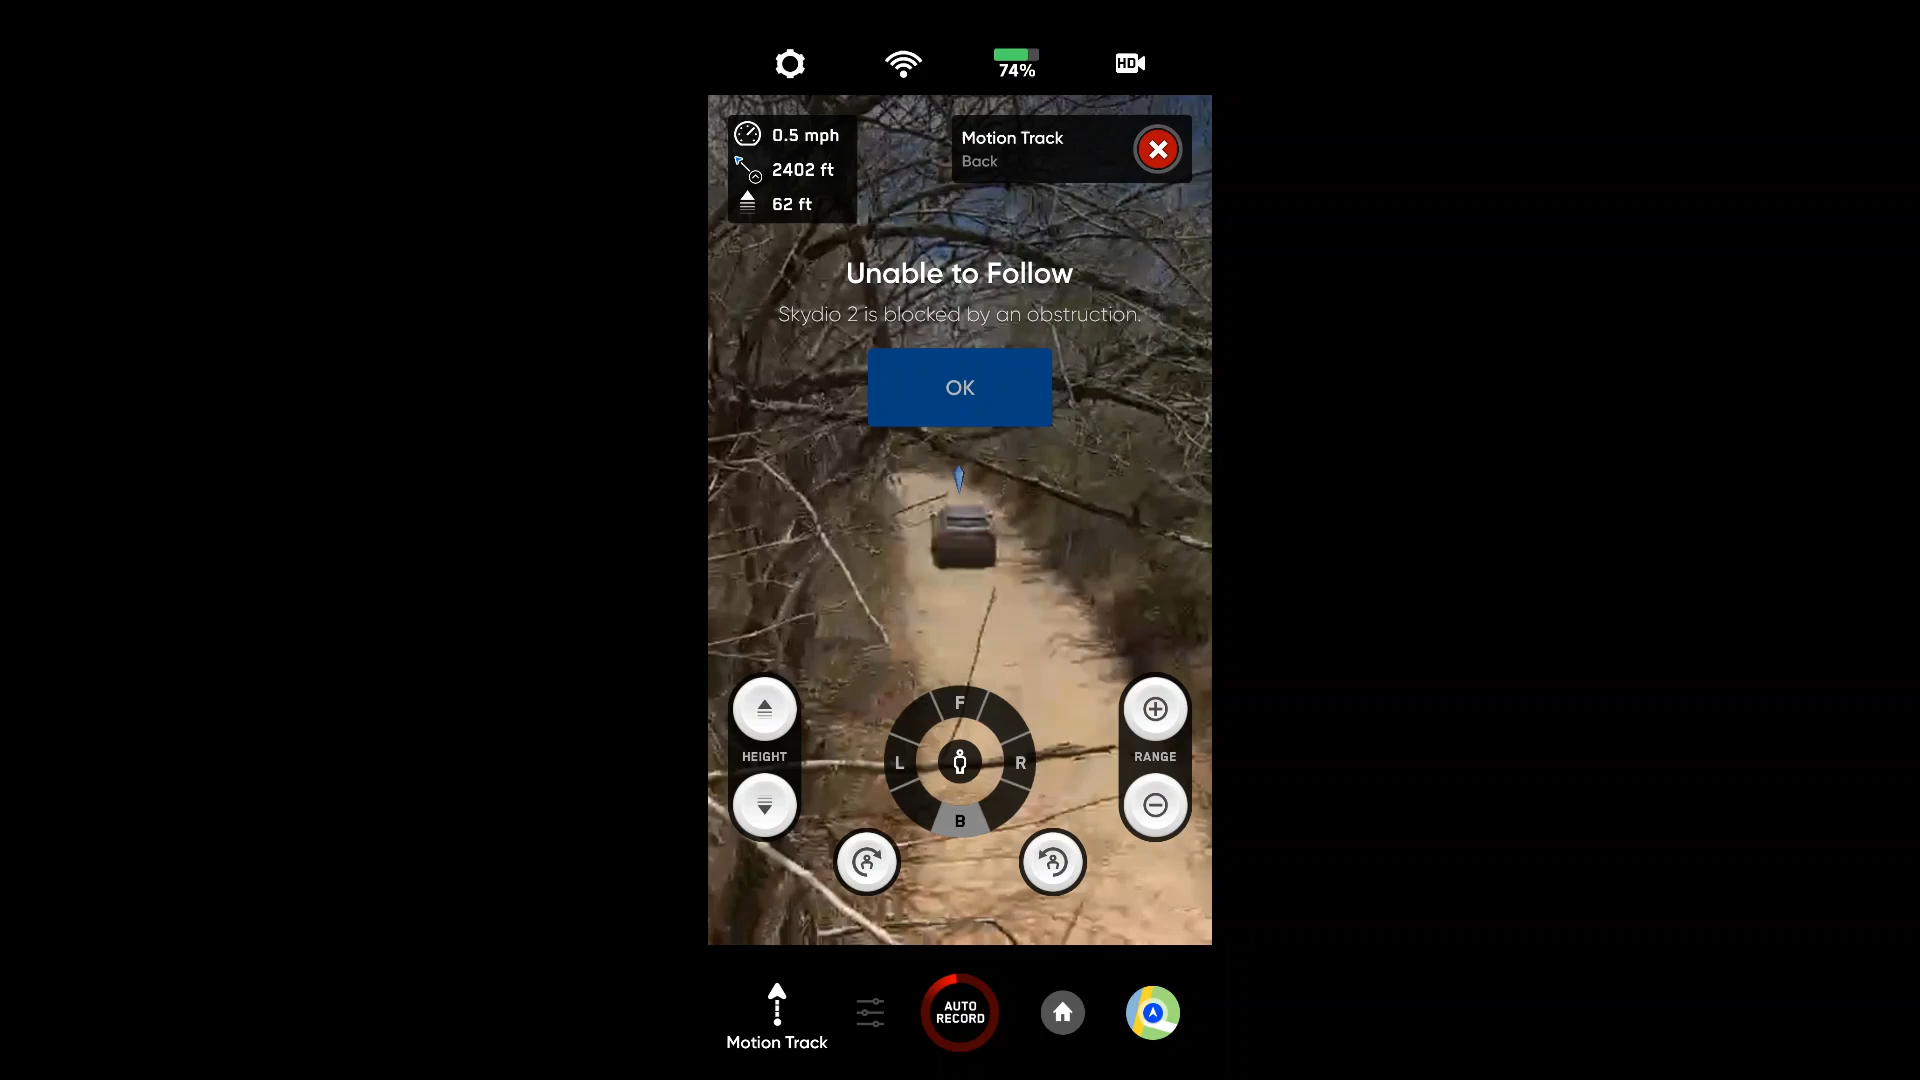 74%
HD
0.5 mph
2402 ft
62 ft
Motion Track
Back
Unable to Follow
Skydio 2 is blocked by an obstruction.
OK
F
L
R
B
HEIGHT
RANGE
AUTO
RECORD
Motion Track